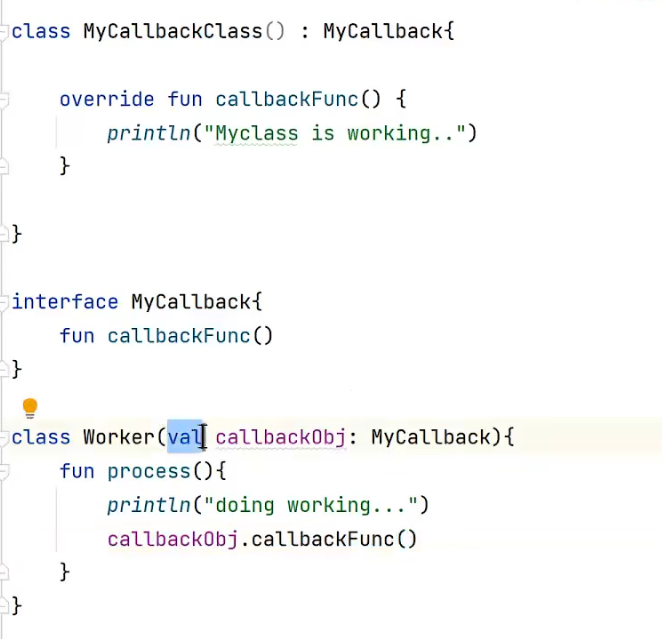 class MyCallbackClass() : MyCallback{
override fun callbackFunc() {
println("Myclass is working..")
}
}
interface MyCallback{
fun callbackFunc()
}
class Worker(val callbackObj: MyCallback){
fun process(){
println("doing working...")
callbackObj.callbackFunc()
}
}